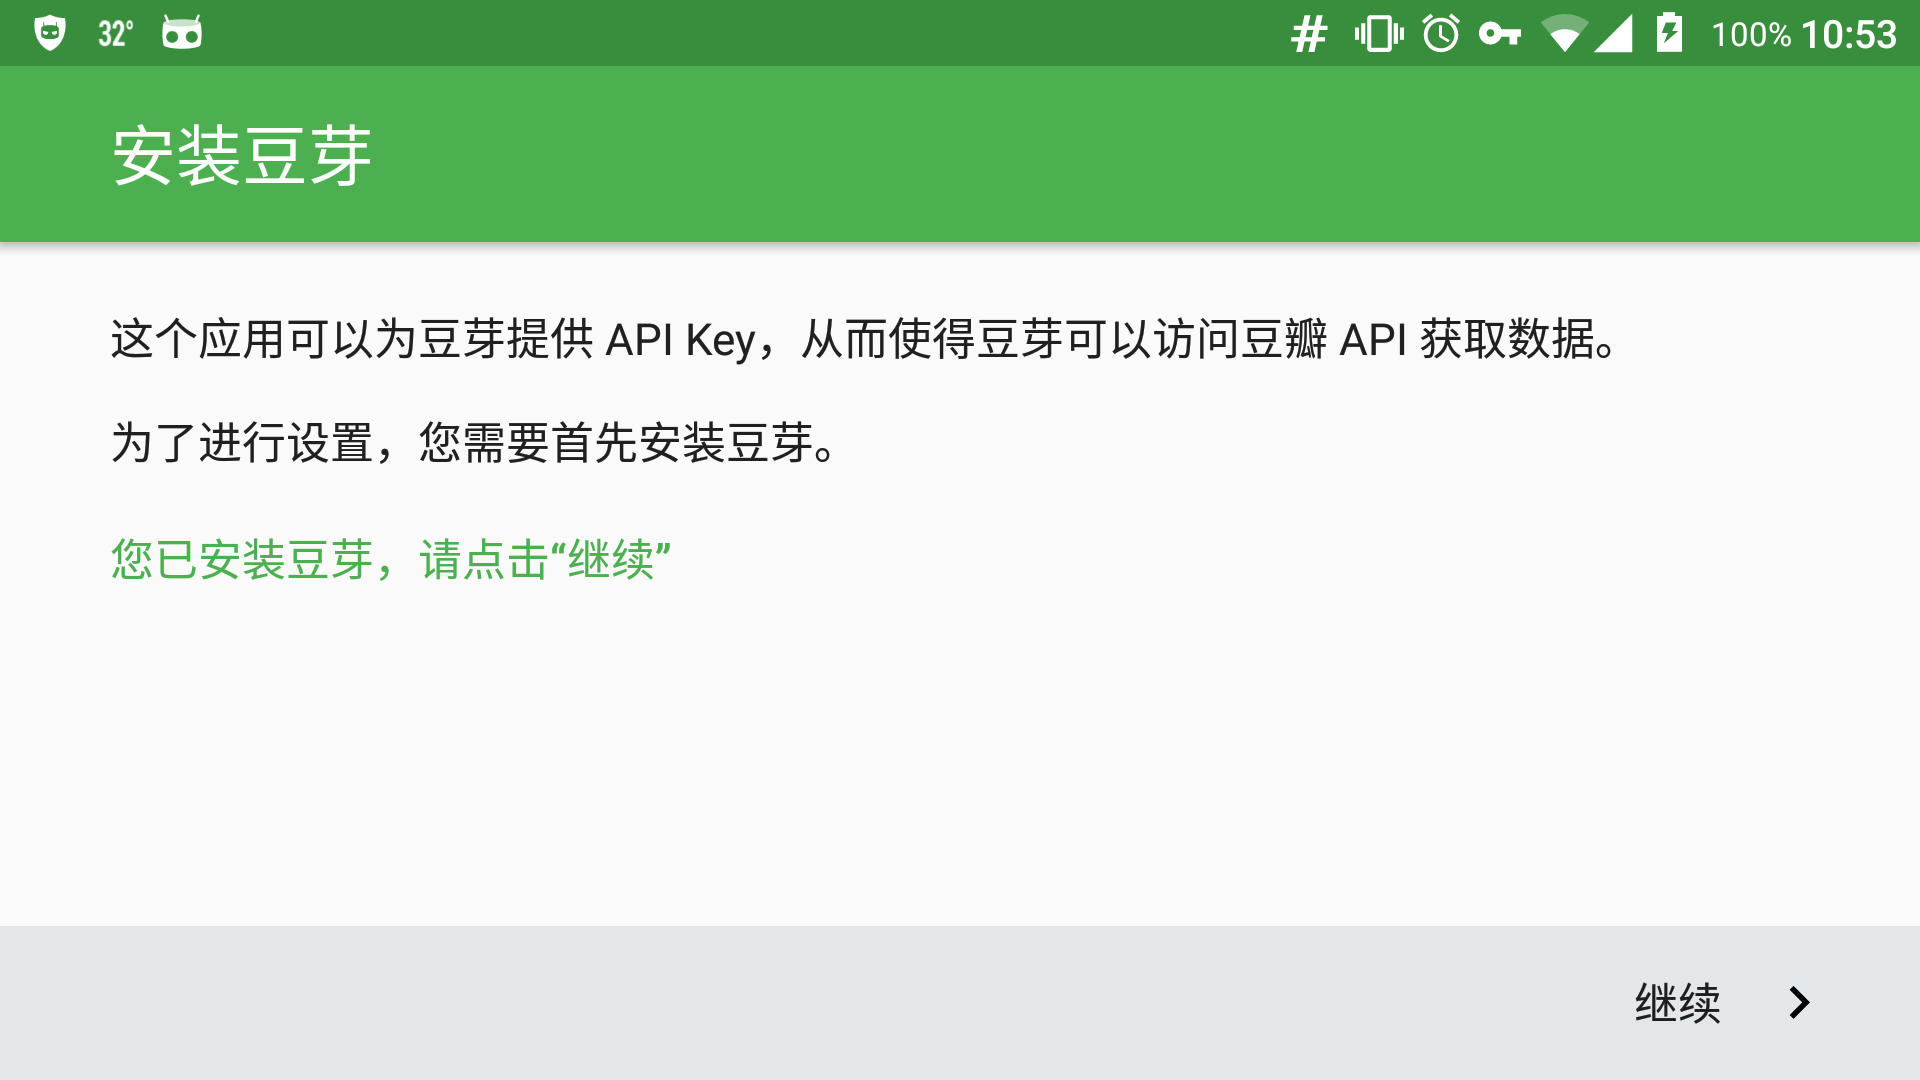 32° # 100% 10:53
安装豆芽
这个应用可以为豆芽提供 API Key，从而使得豆芽可以访问豆瓣 API 获取数据。
为了进行设置，您需要首先安装豆芽。
您已安装豆芽，请点击“继续”
继续